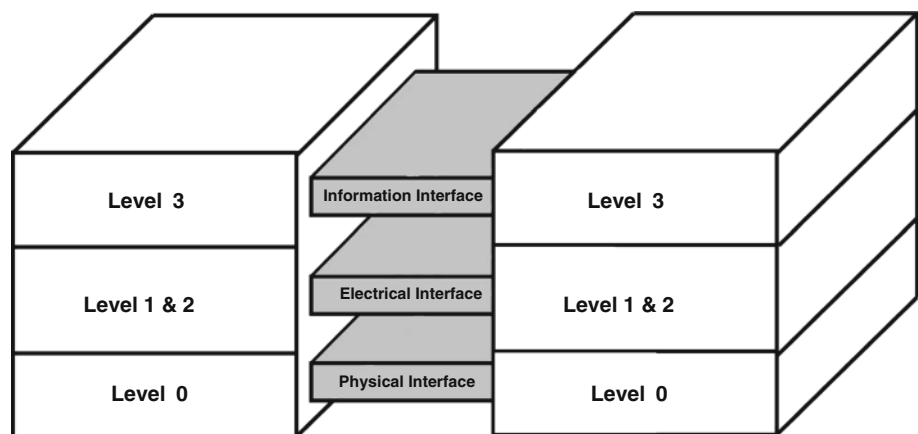 Level 3
Information Interface
Level 3
Level 1 & 2
Electrical Interface
Level 1 & 2
Level 0
Physical Interface
Level 0